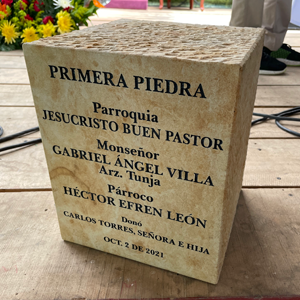 PRIMERA PIEDRA
Parroquia
JESUCRISTO BUEN PASTOR
Monseñor
GABRIEL ÁNGEL VILLA
Arz. Tunja
Párroco
HÉCTOR EFREN LEÓN
Donó
CARLOS TORRES, SEÑORA E HIJA
OCT. 2 DE 2021